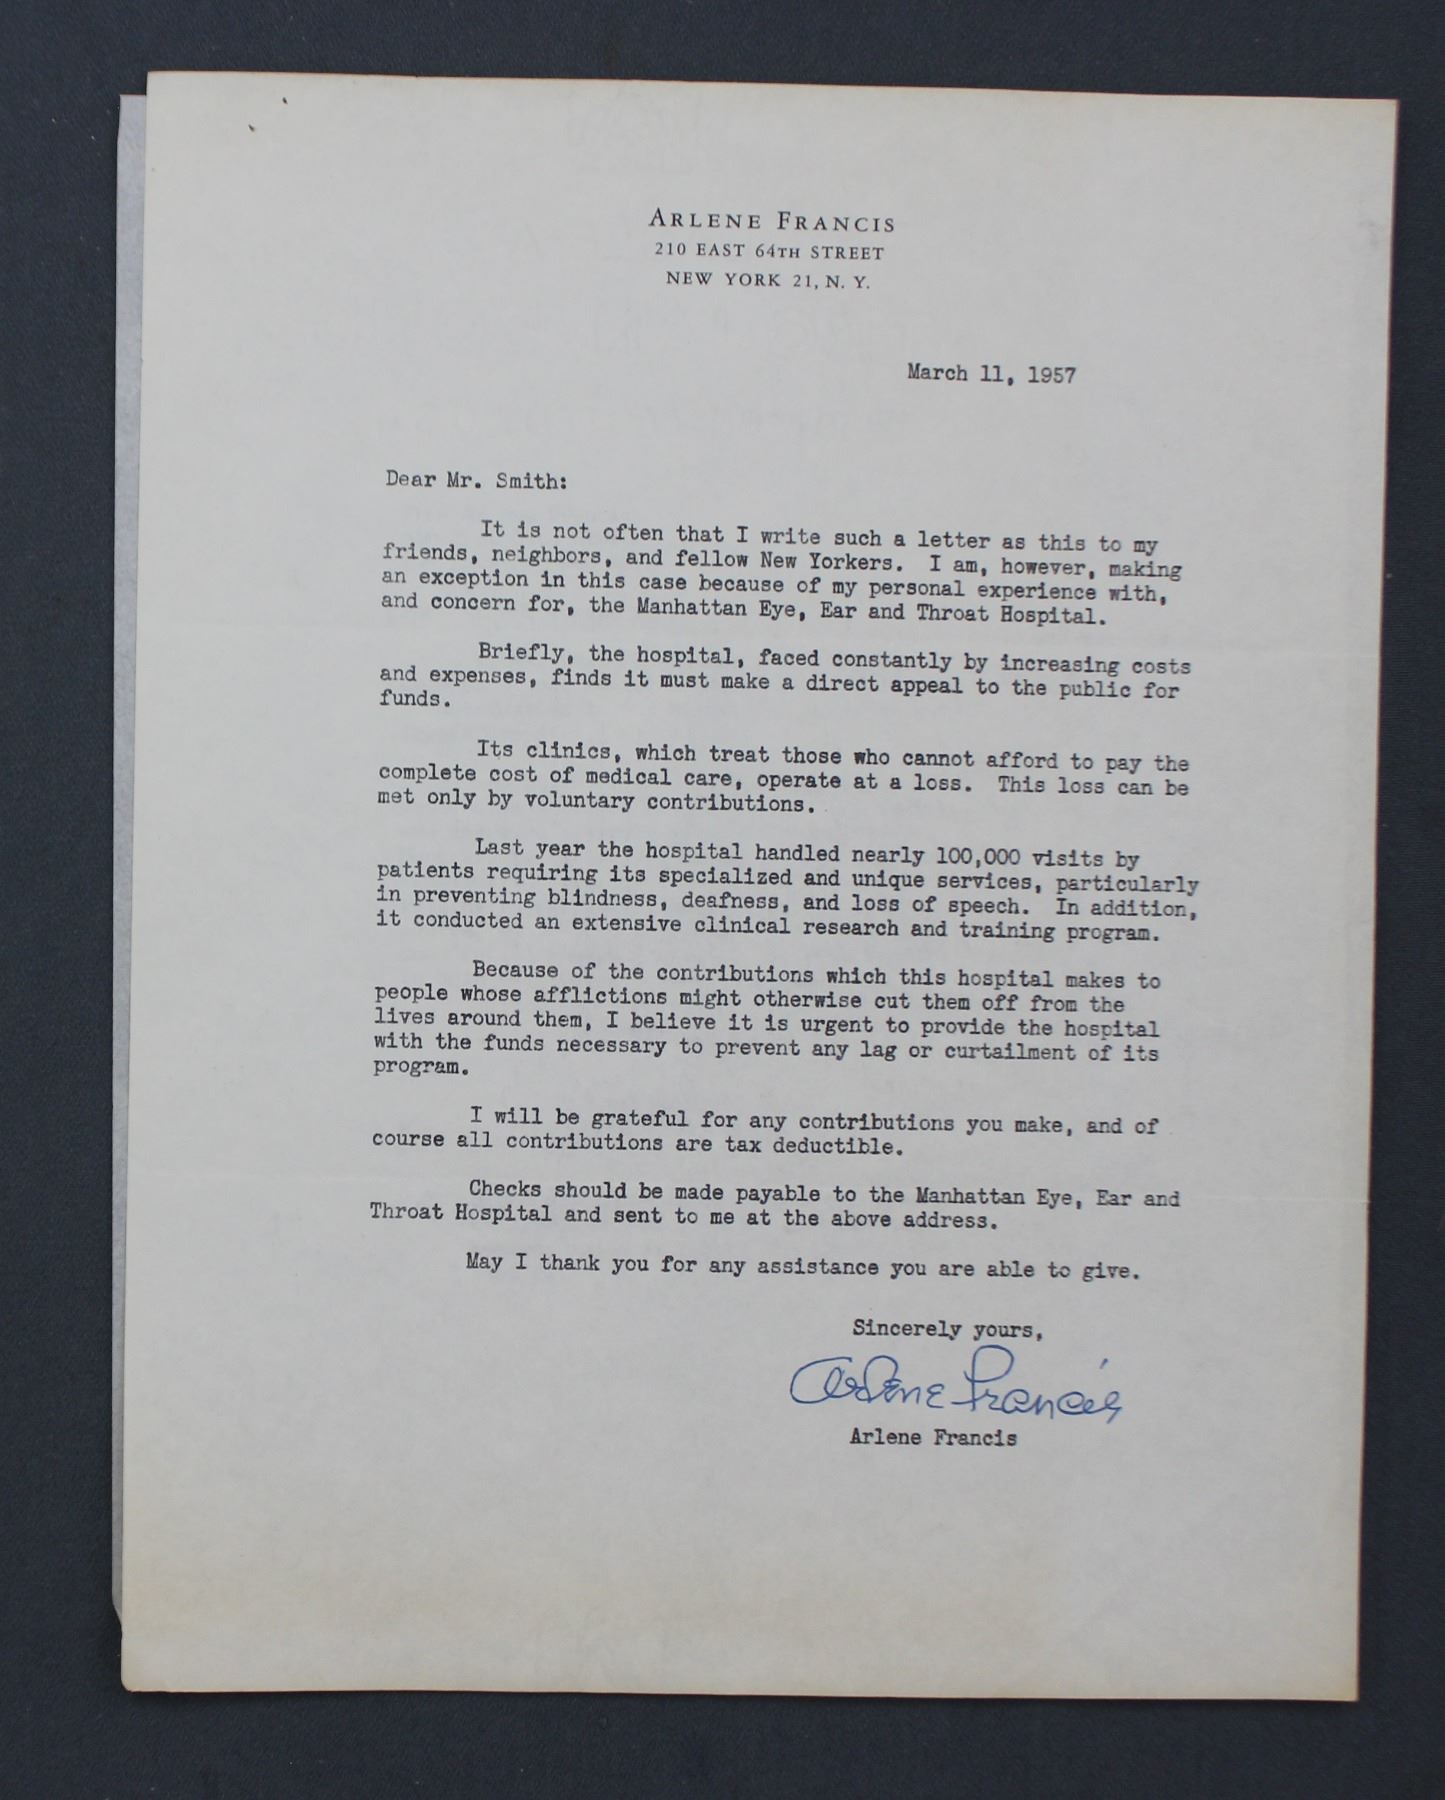 ARLENE FRANCIS
210 EAST 64TH STREET
NEW YORK 21, N. Y.
March 11, 1957
Dear Mr. Smith:
It is not often that I write such a letter as this to my
friends, neighbors, and fellow New Yorkers. I am, however, making
an exception in this case because of my personal experience with,
and concern for, the Manhattan Eye, Ear and Throat Hospital.
Briefly, the hospital, faced constantly by increasing costs
and expenses, finds it must make a direct appeal to the public for
funds.
Its clinics, which treat those who cannot afford to pay the
complete cost of medical care, operate at a loss. This loss can be
met only by voluntary contributions.
Last year the hospital handled nearly 100,000 visits by
patients requiring its specialized and unique services, particularly
in preventing blindness, deafness, and loss of speech. In addition,
it conducted an extensive clinical research and training program.
Because of the contributions which this hospital makes to
people whose afflictions might otherwise cut them off from the
lives around them, I believe it is urgent to provide the hospital
with the funds necessary to prevent any lag or curtailment of its
program.
I will be grateful for any contributions you make, and of
course all contributions are tax deductible.
Checks should be made payable to the Manhattan Eye, Ear and
Throat Hospital and sent to me at the above address.
May I thank you for any assistance you are able to give.
Sincerely yours,
Arlene Francis
Arlene Francis